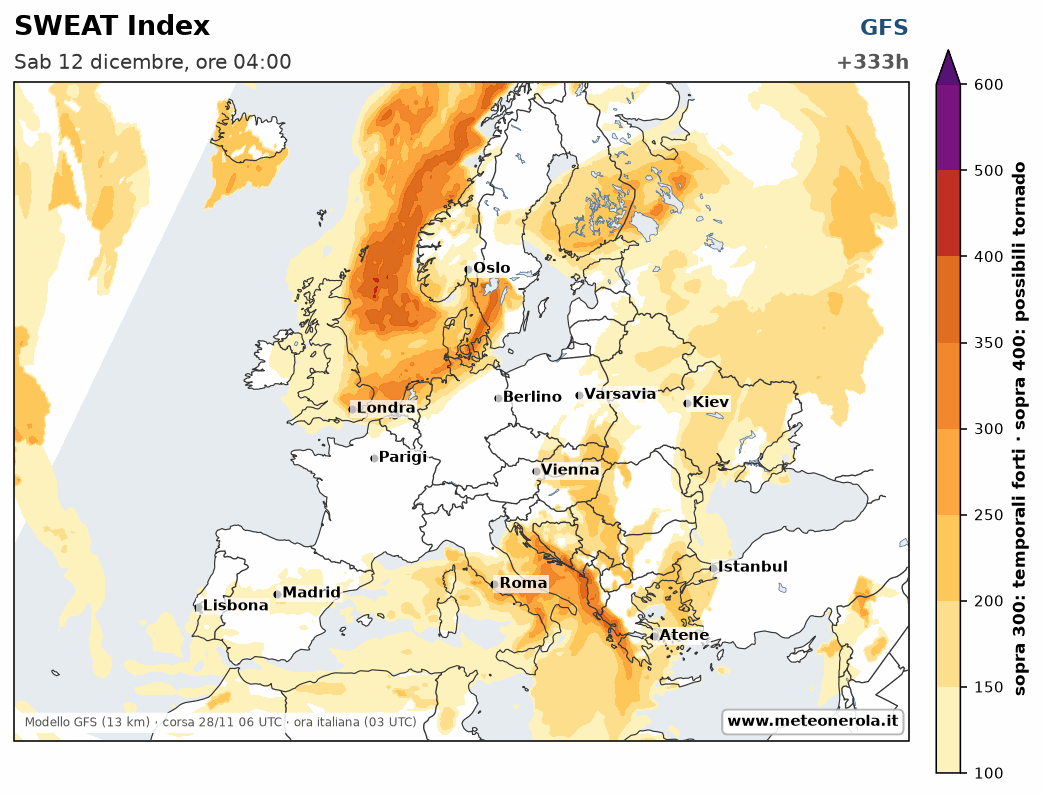 SWEAT Index
GFS
Sab 12 dicembre, ore 04:00
+333h
600
500
400
350
300
250
200
150
100
sopra 300: temporali forti · sopra 400: possibili tornado
Oslo
Londra
Berlino
Varsavia
Kiev
Parigi
Vienna
Istanbul
Roma
Madrid
Lisbona
Atene
Modello GFS (13 km) · corsa 28/11 06 UTC · ora italiana (03 UTC)
www.meteonerola.it